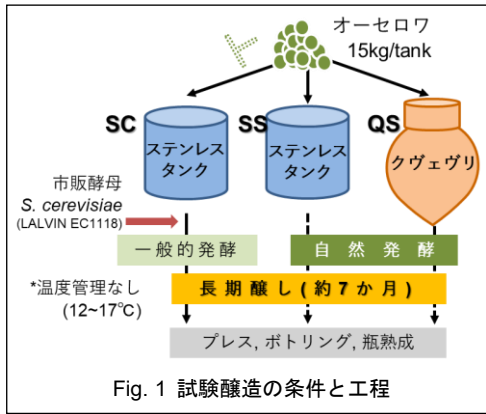 オーセロワ
15kg/tank
SC
SS
QS
ステンレス
タンク
ステンレス
タンク
クヴェヴリ
市販酵母
S. cerevisiae
(LALVIN EC1118)
一般的発酵
自然発酵
*温度管理なし
(12~17℃)
長期醸し(約7か月)
プレス, ボトリング, 瓶熟成
Fig. 1 試験醸造の条件と工程